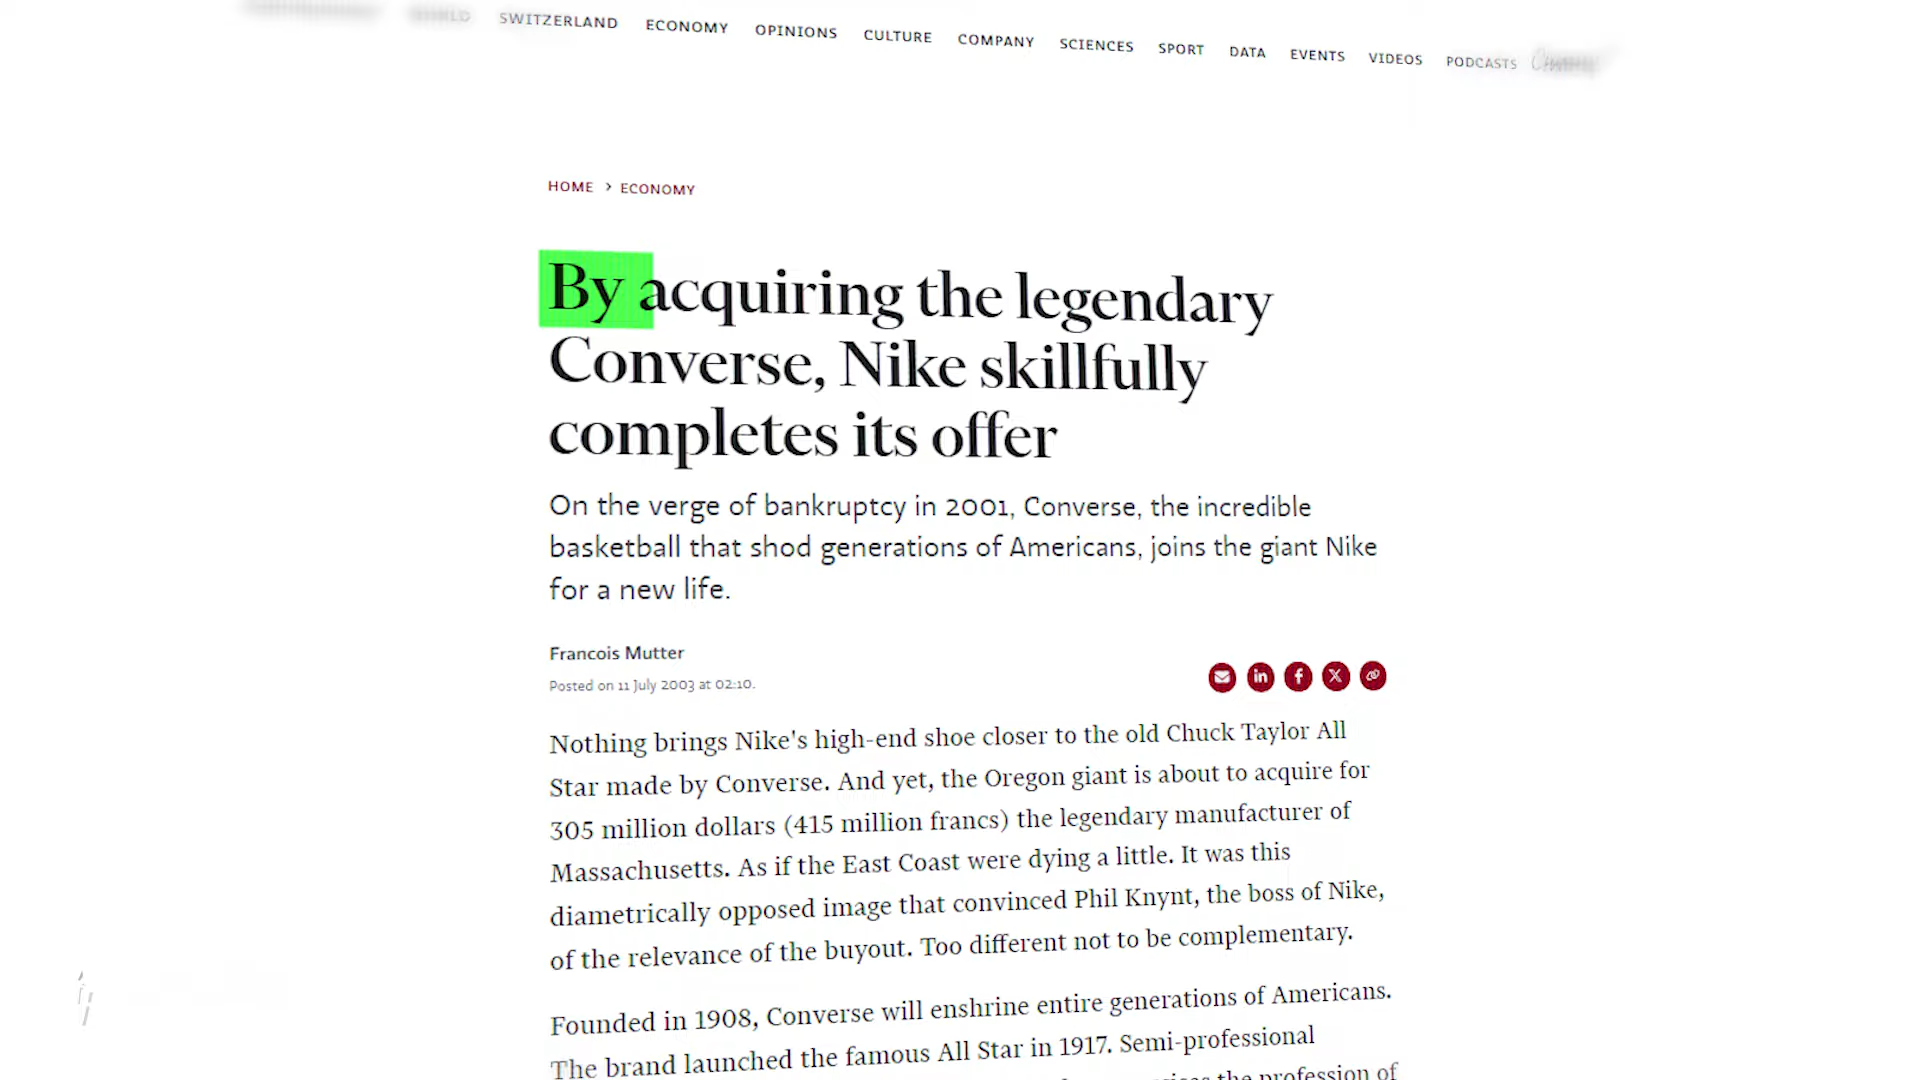 WORLD SWITZERLAND ECONOMY OPINIONS CULTURE COMPANY SCIENCES SPORT DATA EVENTS VIDEOS PODCASTS
HOME > ECONOMY
By acquiring the legendary
Converse, Nike skillfully
completes its offer
On the verge of bankruptcy in 2001, Converse, the incredible
basketball that shod generations of Americans, joins the giant Nike
for a new life.
Francois Mutter
Posted on 11 July 2003 at 02:10.
Nothing brings Nike's high-end shoe closer to the old Chuck Taylor All
Star made by Converse. And yet, the Oregon giant is about to acquire for
305 million dollars (415 million francs) the legendary manufacturer of
Massachusetts. As if the East Coast were dying a little. It was this
diametrically opposed image that convinced Phil Knynt, the boss of Nike,
of the relevance of the buyout. Too different not to be complementary.
Founded in 1908, Converse will enshrine entire generations of Americans.
The brand launched the famous All Star in 1917. Semi-professional
the profession of